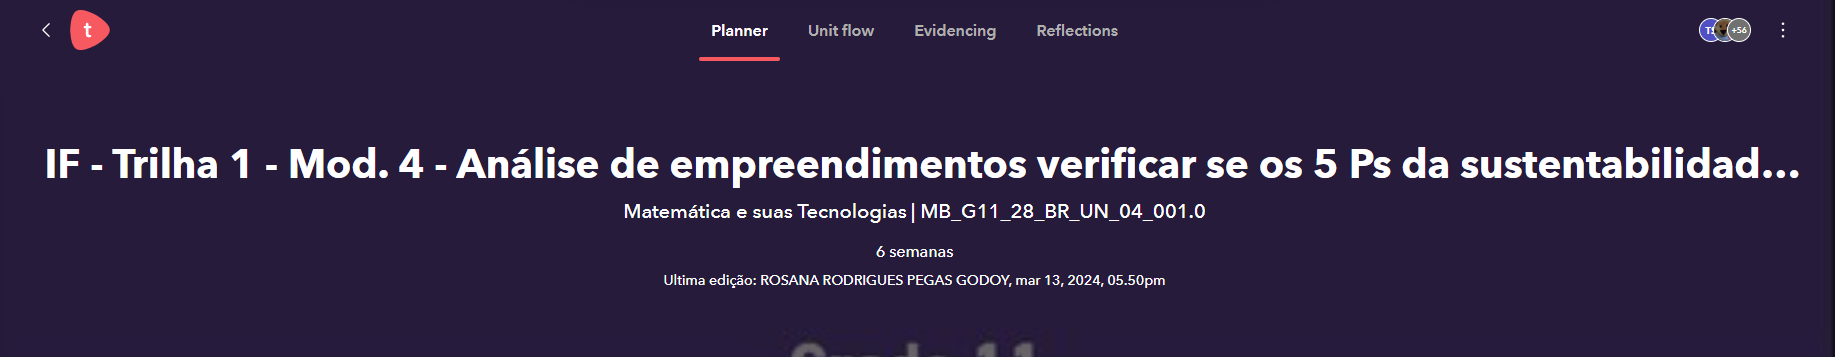 t
Planner
Unit flow
Evidencing
Reflections
+56
IF - Trilha 1 - Mod. 4 - Análise de empreendimentos verificar se os 5 Ps da sustentabilidad...
Matemática e suas Tecnologias | MB_G11_28_BR_UN_04_001.0
6 semanas
Ultima edição: ROSANA RODRIGUES PEGAS GODOY, mar 13, 2024, 05.50pm